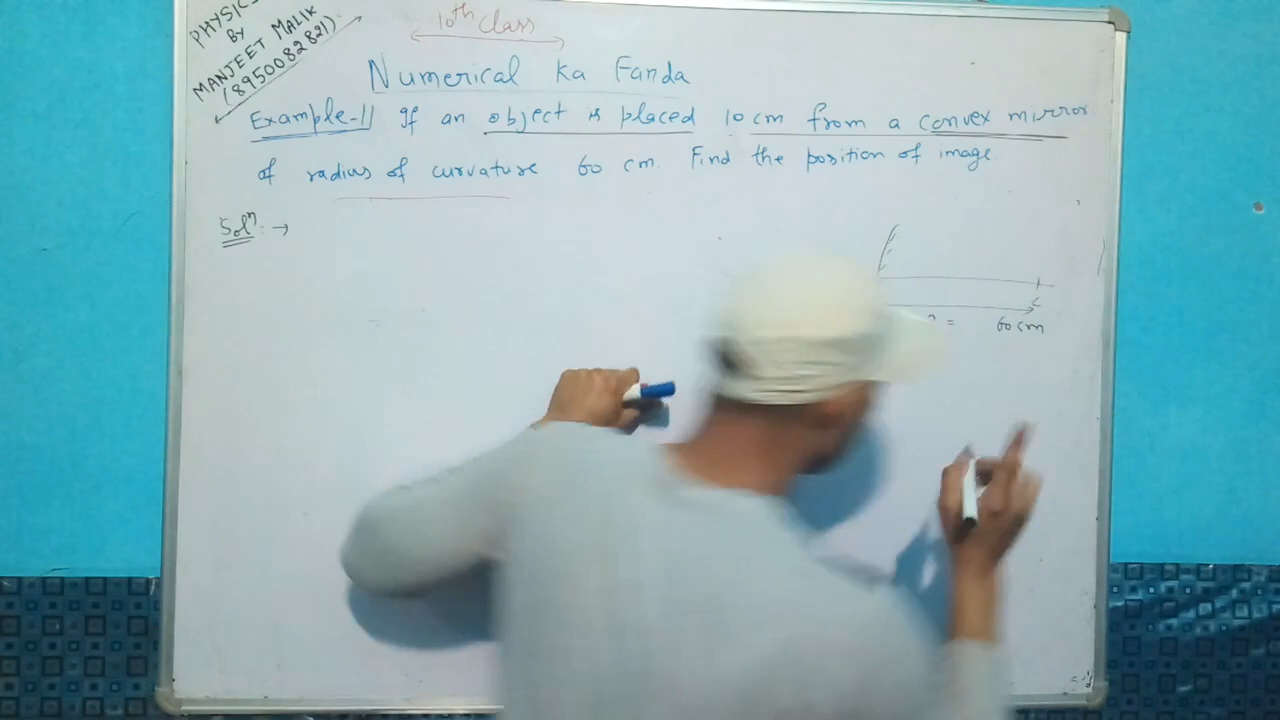 PHYSICS
BY
MANJEET MALIK
(8950082821)
10th Class
Numerical Ka Fanda
Example-11 If an object is placed 10 cm from a convex mirror
of radius of curvature 60 cm. Find the position of image
Soln: →
= 60 cm